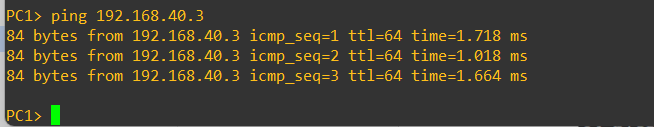 PC1> ping 192.168.40.3
84 bytes from 192.168.40.3 icmp_seq=1 ttl=64 time=1.718 ms
84 bytes from 192.168.40.3 icmp_seq=2 ttl=64 time=1.018 ms
84 bytes from 192.168.40.3 icmp_seq=3 ttl=64 time=1.664 ms
PC1>